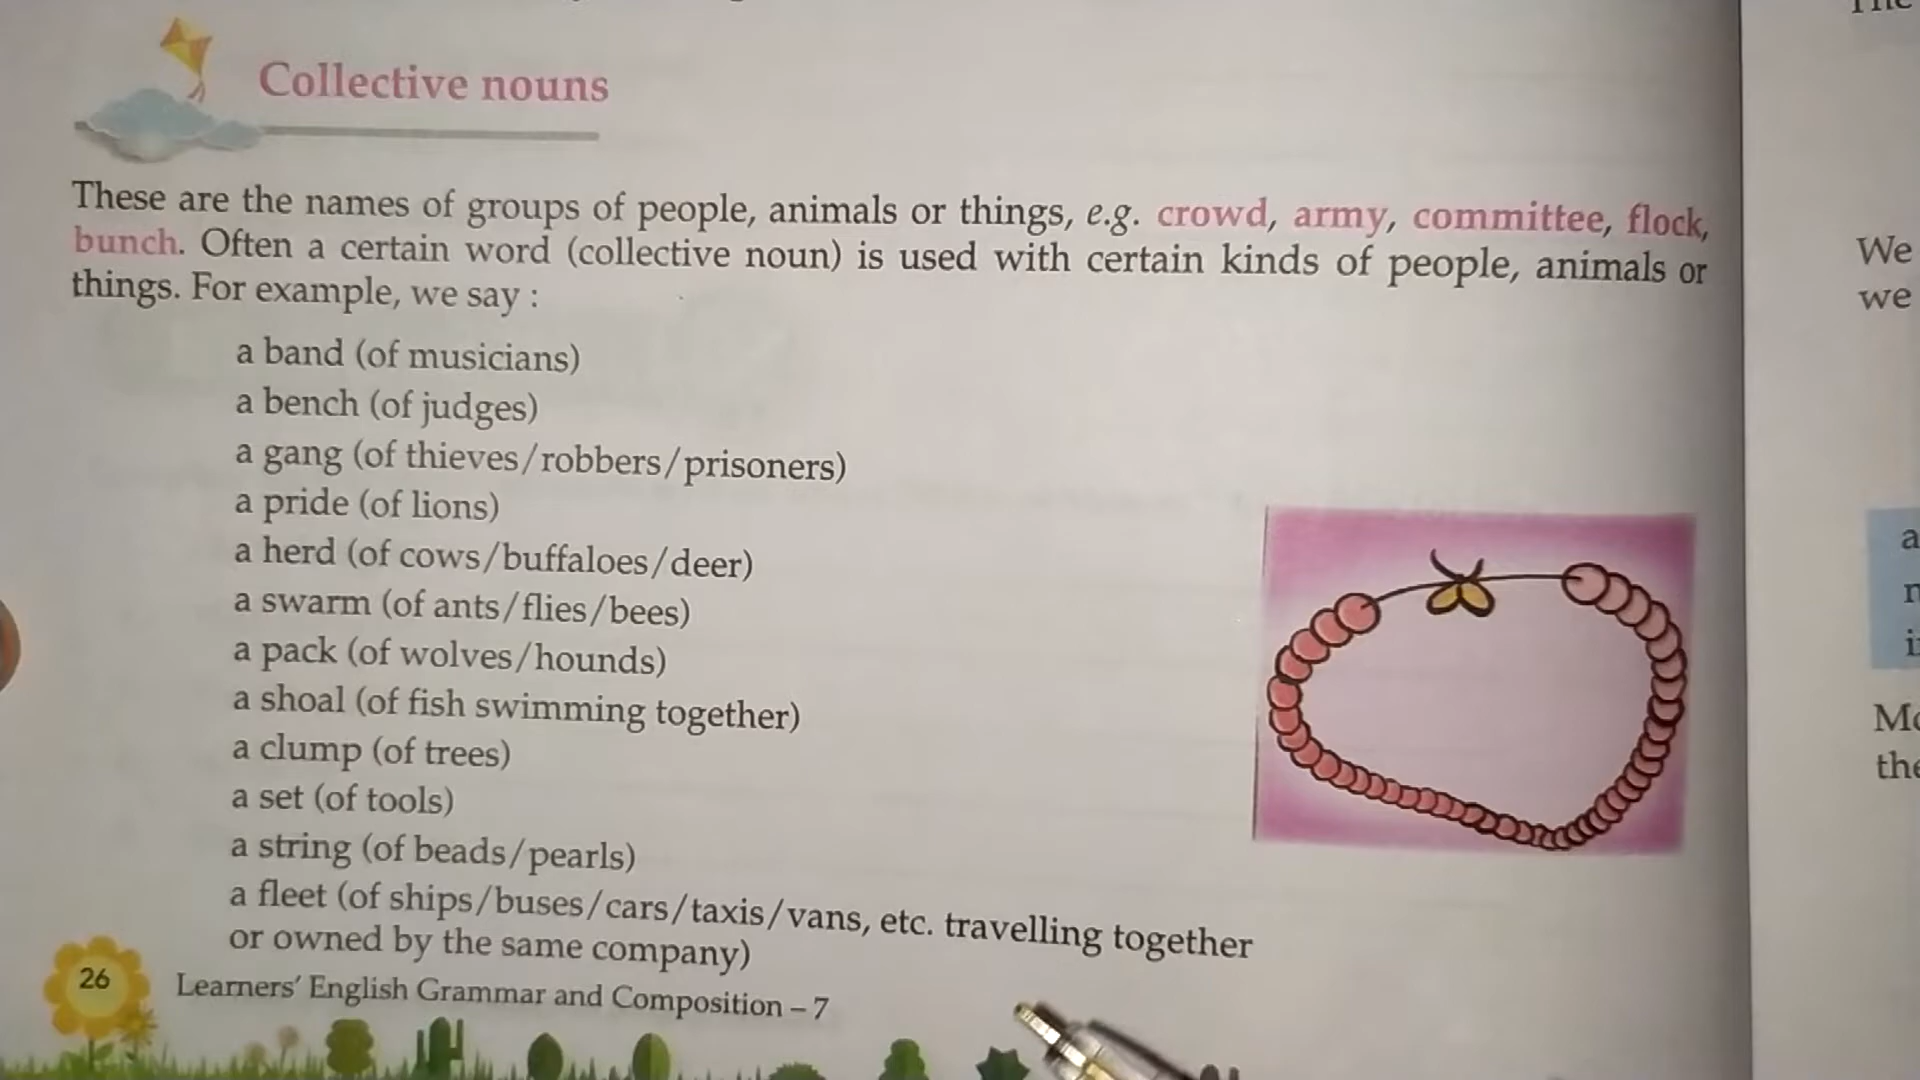 Collective nouns
These are the names of groups of people, animals or things, e.g. crowd, army, committee, flock,
bunch. Often a certain word (collective noun) is used with certain kinds of people, animals or
things. For example, we say :
a band (of musicians)
a bench (of judges)
a gang (of thieves/robbers/prisoners)
a pride (of lions)
a herd (of cows/buffaloes/deer)
a swarm (of ants/flies/bees)
a pack (of wolves/hounds)
a shoal (of fish swimming together)
a clump (of trees)
a set (of tools)
a string (of beads/pearls)
a fleet (of ships/buses/cars/taxis/vans, etc. travelling together
or owned by the same company)
26 Learners' English Grammar and Composition – 7
We
we
a
the